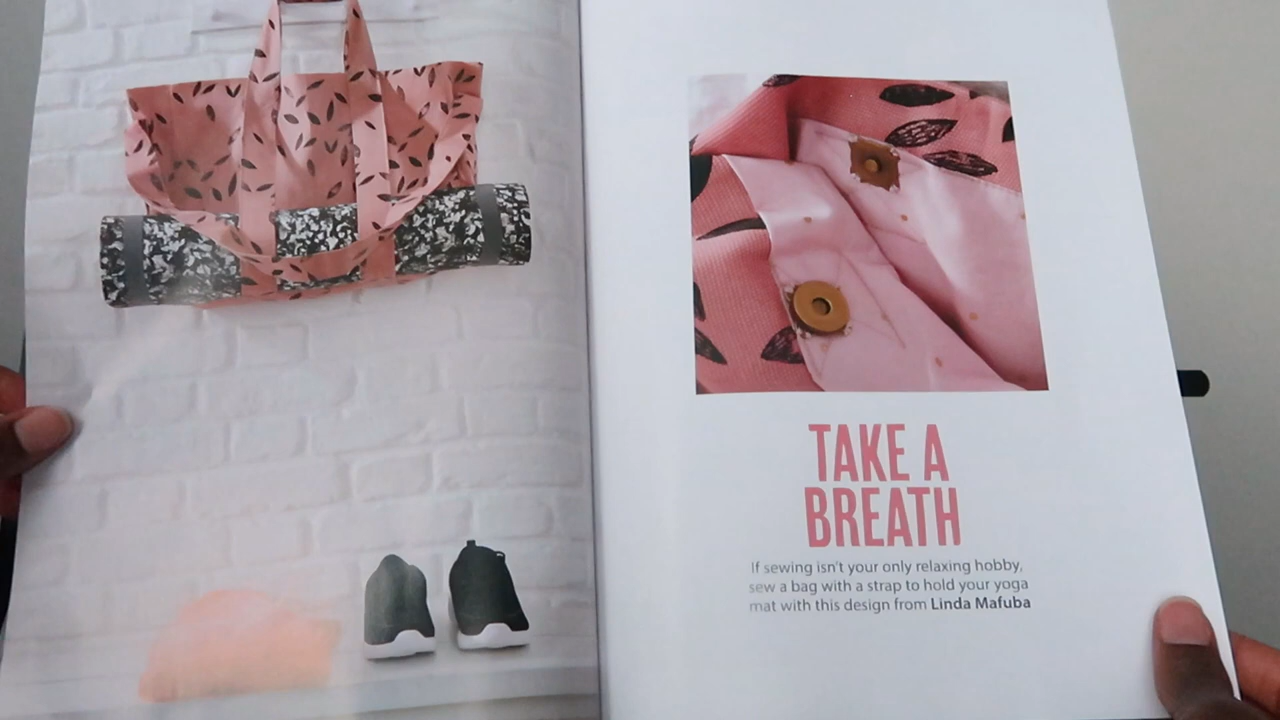 TAKE A
BREATH
If sewing isn't your only relaxing hobby,
sew a bag with a strap to hold your yoga
mat with this design from Linda Mafuba